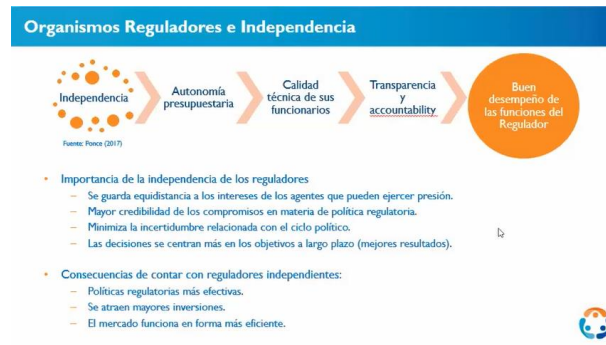 Organismos Reguladores e Independencia
Independencia
Autonomía
presupuestaria
Calidad
técnica de sus
funcionarios
Transparencia
y
accountability
Buen
desempeño de
las funciones del
Regulador
Fuente: Ponce (2017)
• Importancia de la independencia de los reguladores
– Se guarda equidistancia a los intereses de los agentes que pueden ejercer presión.
– Mayor credibilidad de los compromisos en materia de política regulatoria.
– Minimiza la incertidumbre relacionada con el ciclo político.
– Las decisiones se centran más en los objetivos a largo plazo (mejores resultados).
• Consecuencias de contar con reguladores independientes:
– Políticas regulatorias más efectivas.
– Se atraen mayores inversiones.
– El mercado funciona en forma más eficiente.